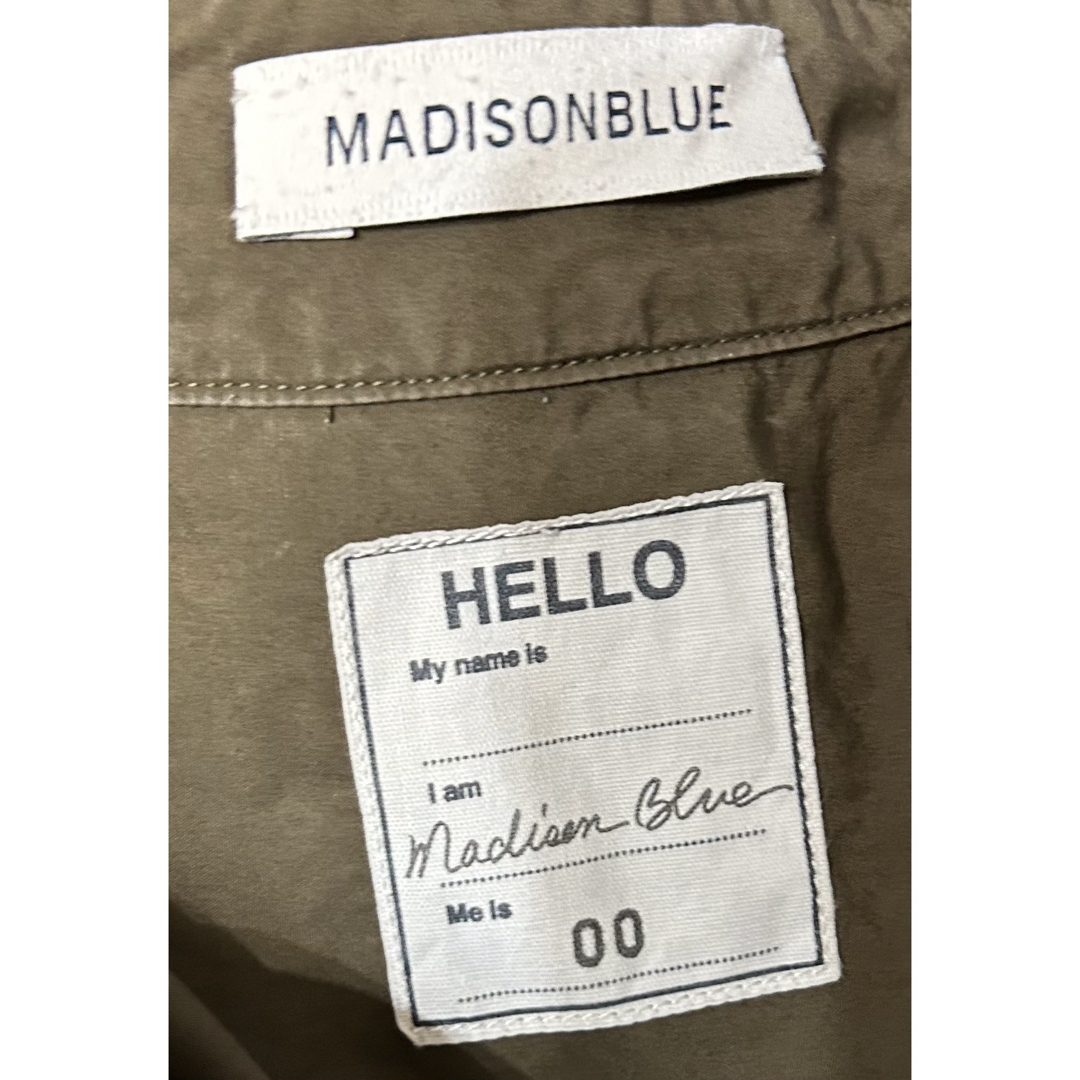 MADISONBLUE
HELLO
My name is
I am
Madison Blue
Me is
00